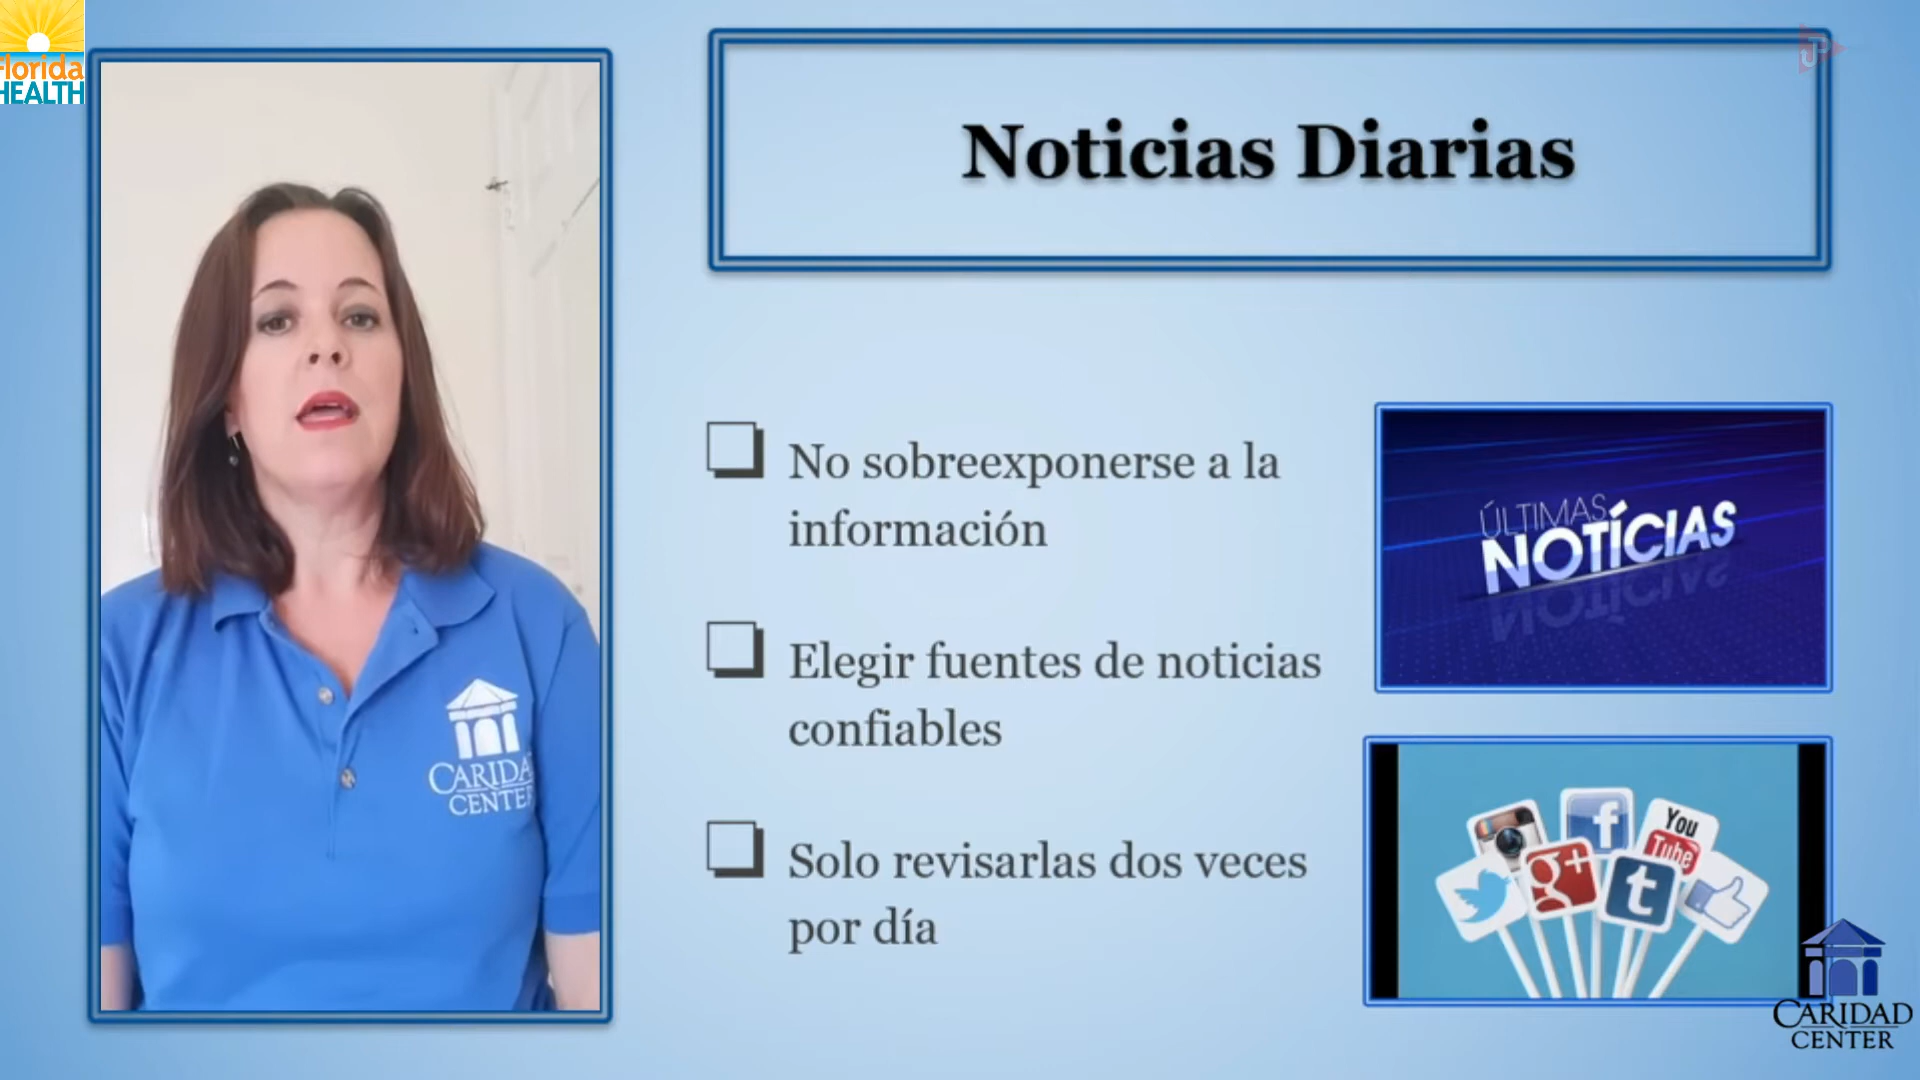 Florida
HEALTH
Noticias Diarias
No sobreexponerse a la
información
Elegir fuentes de noticias
confiables
Solo revisarlas dos veces
por día
ÚLTIMAS
NOTÍCIAS
CARIDAD
CENTER
f
You
Tube
g+
t
CARIDAD
CENTER